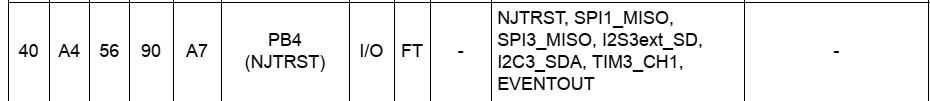 40 A4 56 90 A7 PB4 (NJTRST) I/O FT - NJTRST, SPI1_MISO, -
SPI3_MISO, I2S3ext_SD,
I2C3_SDA, TIM3_CH1,
EVENTOUT